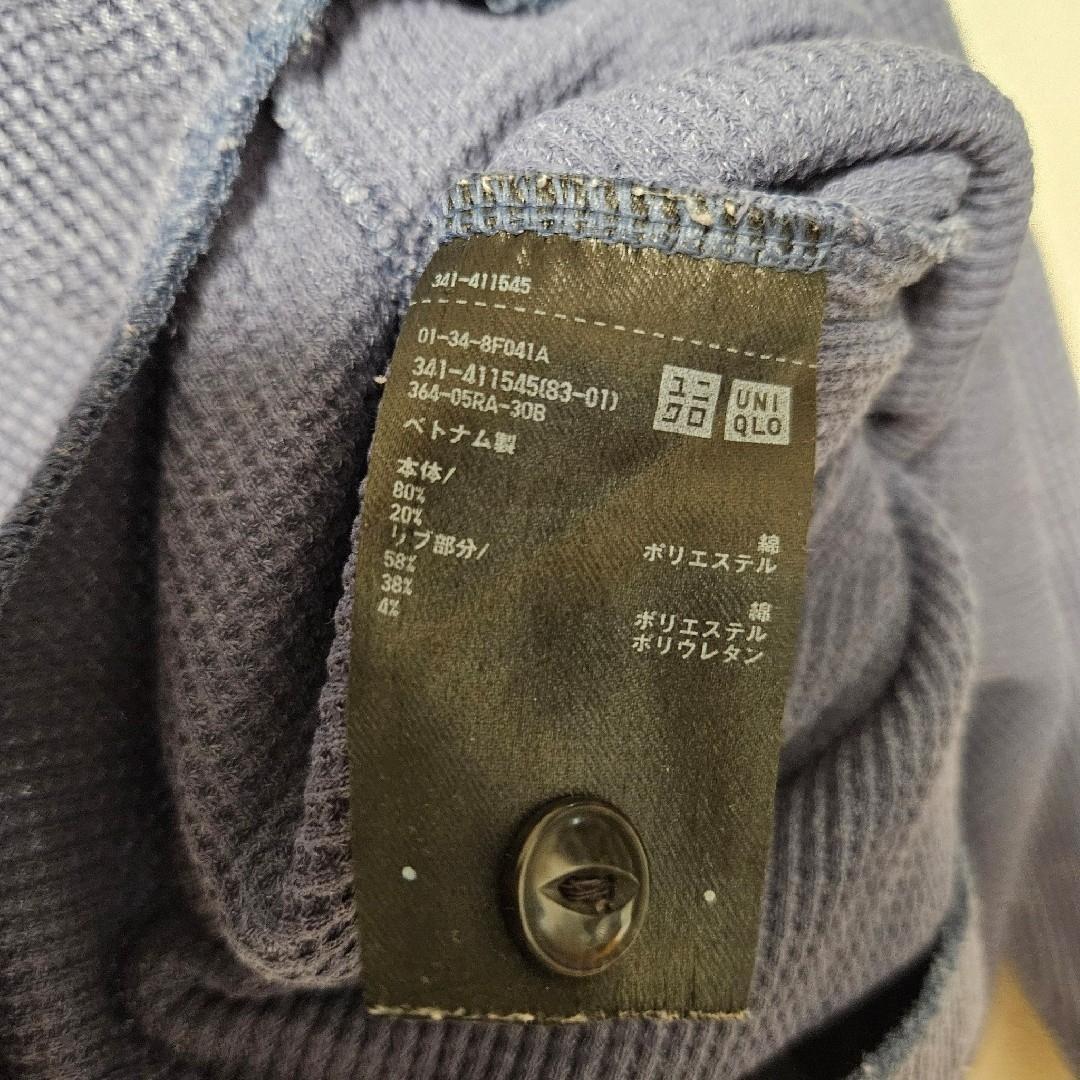 341-411545
01-34-8F041A
341-411545(83-01)
364-05RA-30B
ユニクロ
UNIQLO
ベトナム製
本体/
80% 綿
20% ポリエステル
リブ部分/
58% 綿
38% ポリエステル
4% ポリウレタン